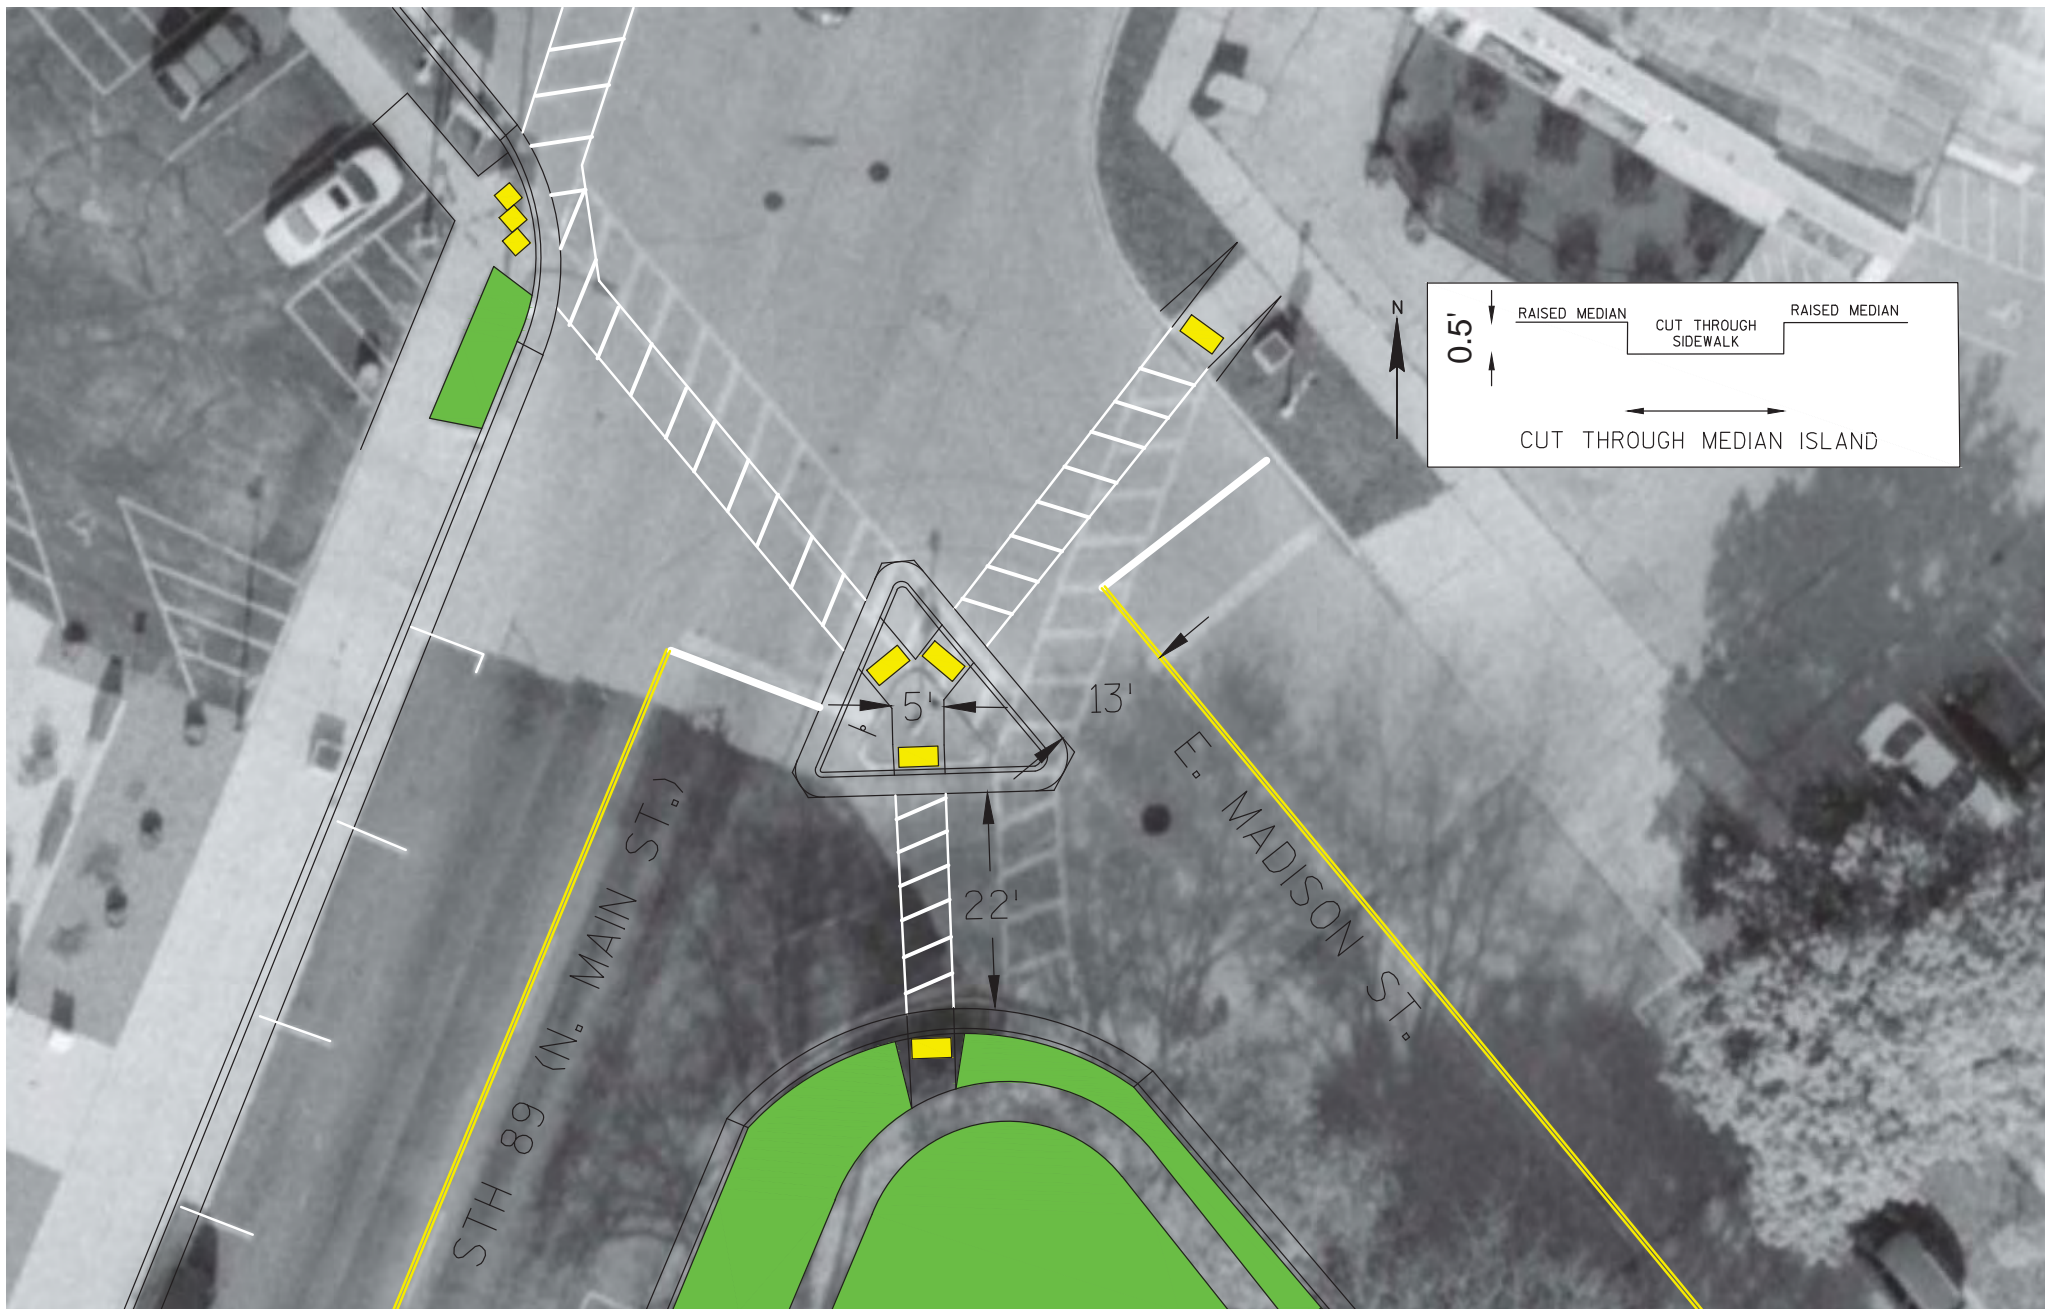 N
0.5'
RAISED MEDIAN
CUT THROUGH
SIDEWALK
RAISED MEDIAN
CUT THROUGH MEDIAN ISLAND
5'
13'
22'
E. MADISON ST.
STH 89 (N. MAIN ST.)